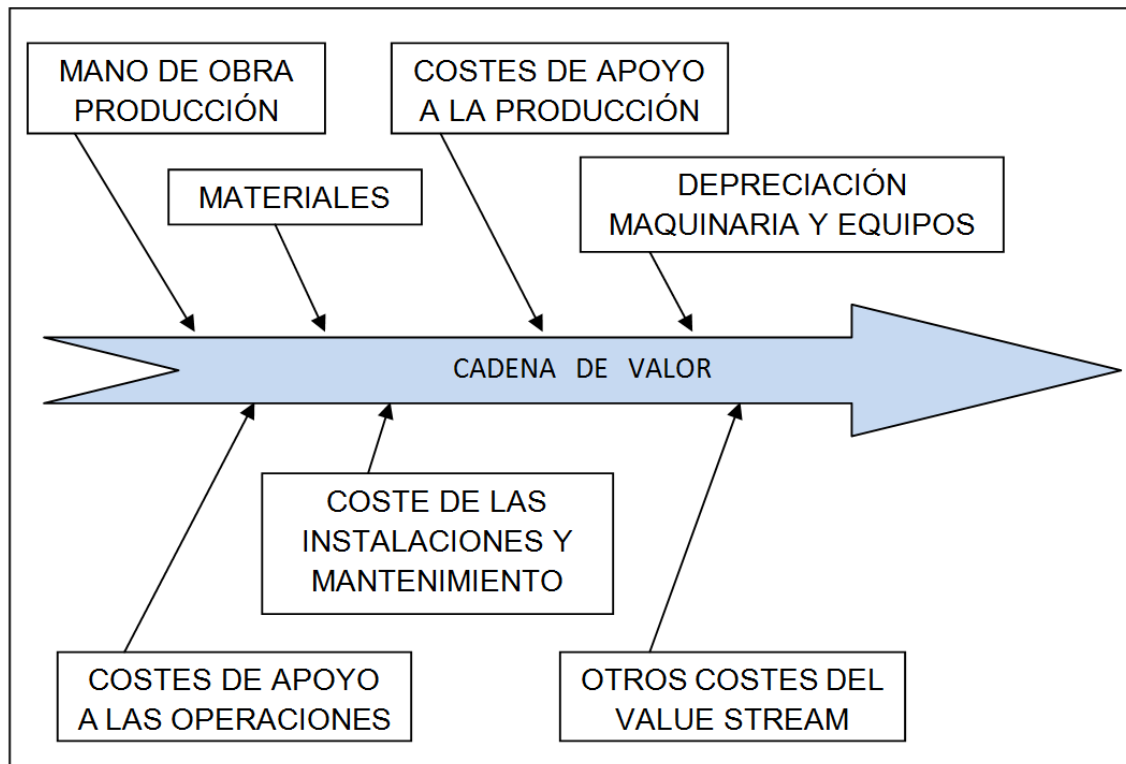 MANO DE OBRA
PRODUCCIÓN
COSTES DE APOYO
A LA PRODUCCIÓN
MATERIALES
DEPRECIACIÓN
MAQUINARIA Y EQUIPOS
CADENA DE VALOR
COSTE DE LAS
INSTALACIONES Y
MANTENIMIENTO
COSTES DE APOYO
A LAS OPERACIONES
OTROS COSTES DEL
VALUE STREAM